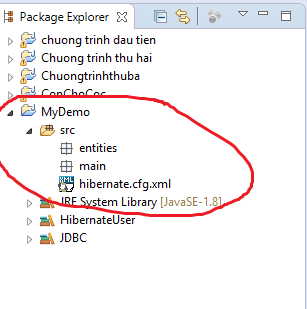 Package Explorer
chuong trinh dau tien
Chuong trinh thu hai
Chuongtrinhthuba
ConChoCoc
MyDemo
src
entities
main
hibernate.cfg.xml
JRE System Library [JavaSE-1.8]
HibernateUser
JDBC